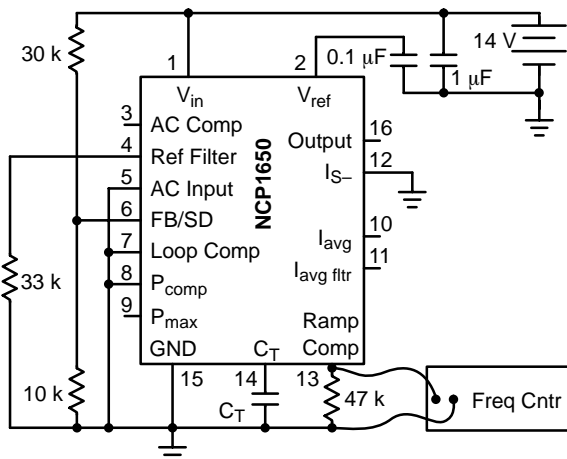 30 k
1
2
0.1 μF
14 V
1 μF
V_in
V_ref
3
AC Comp
16
Output
4
Ref Filter
12
I_S–
5
AC Input
NCP1650
6
FB/SD
10
I_avg
7
Loop Comp
11
I_avg fltr
33 k
8
P_comp
9
P_max
Ramp
Comp
GND
C_T
15
14
13
10 k
C_T
47 k
Freq Cntr